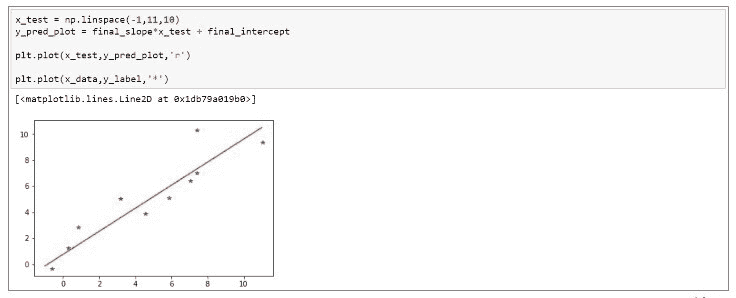 x_test = np.linspace(-1,11,10)
y_pred_plot = final_slope*x_test + final_intercept
plt.plot(x_test,y_pred_plot,'r')
plt.plot(x_data,y_label,'*')
[<matplotlib.lines.Line2D at 0x1db79a019b0>]
10
8
6
4
2
0
0 2 4 6 8 10